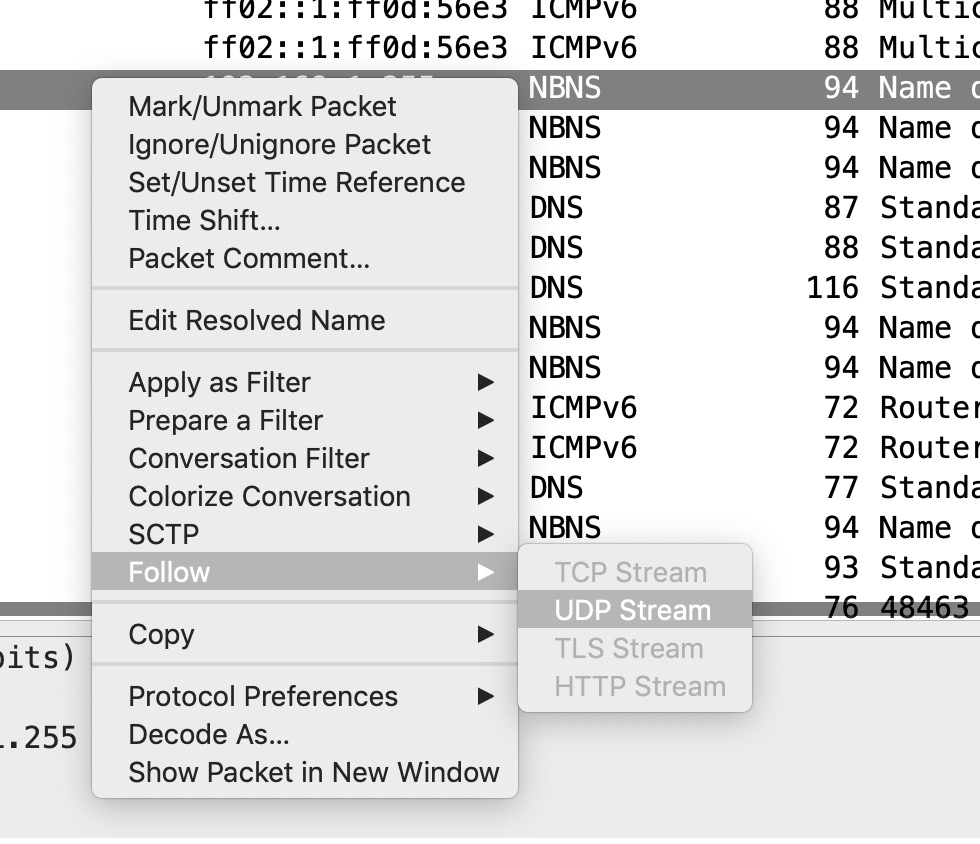 ff02::1:ff0d:56e3 ICMPv6 88 Multic
ff02::1:ff0d:56e3 ICMPv6 88 Multic
NBNS 94 Name
NBNS 94 Name
NBNS 94 Name
DNS 87 Standa
DNS 88 Standa
DNS 116 Standa
NBNS 94 Name
NBNS 94 Name
ICMPv6 72 Router
ICMPv6 72 Router
DNS 77 Standa
NBNS 94 Name
93 Standa
76 48463
Mark/Unmark Packet
Ignore/Unignore Packet
Set/Unset Time Reference
Time Shift...
Packet Comment...
Edit Resolved Name
Apply as Filter
Prepare a Filter
Conversation Filter
Colorize Conversation
SCTP
Follow
Copy
Protocol Preferences
Decode As...
Show Packet in New Window
TCP Stream
UDP Stream
TLS Stream
HTTP Stream
bits)
.255